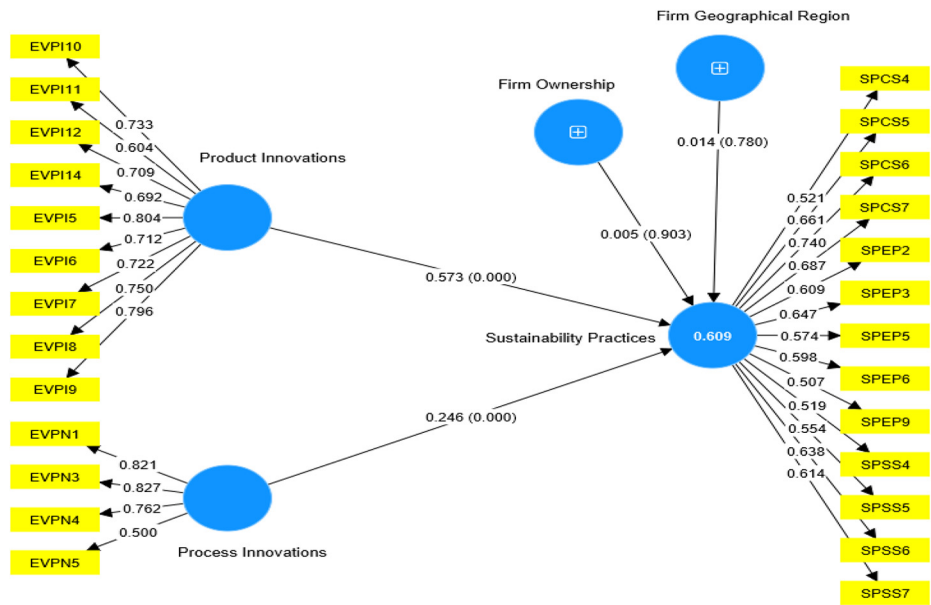 Firm Geographical Region
Firm Ownership
0.014 (0.780)
0.005 (0.903)
EVPI10
EVPI11
EVPI12
EVPI14
EVPI5
EVPI6
EVPI7
EVPI8
EVPI9
0.733
0.604
0.709
0.692
0.804
0.712
0.722
0.750
0.796
Product Innovations
0.573 (0.000)
EVPN1
EVPN3
EVPN4
EVPN5
0.821
0.827
0.762
0.500
Process Innovations
0.246 (0.000)
Sustainability Practices
0.609
0.521
0.661
0.740
0.687
0.609
0.647
0.574
0.598
0.507
0.519
0.554
0.638
0.614
SPCS4
SPCS5
SPCS6
SPCS7
SPEP2
SPEP3
SPEP5
SPEP6
SPEP9
SPSS4
SPSS5
SPSS6
SPSS7